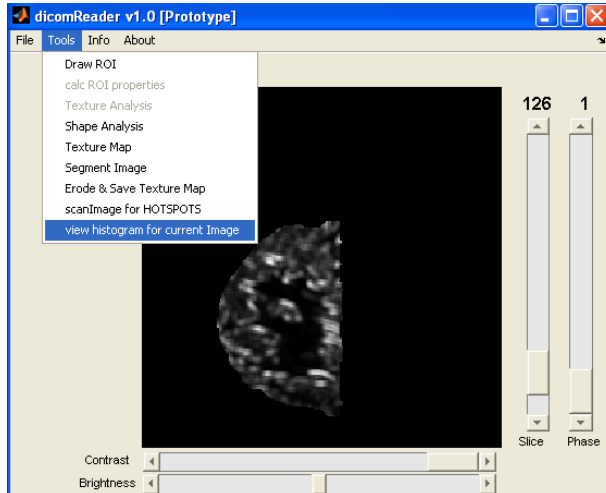 dicomReader v1.0 [Prototype]
File Tools Info About
Draw ROI
calc ROI properties
Texture Analysis
Shape Analysis
Texture Map
Segment Image
Erode & Save Texture Map
scanImage for HOTSPOTS
view histogram for current Image
126 1
Slice Phase
Contrast
Brightness